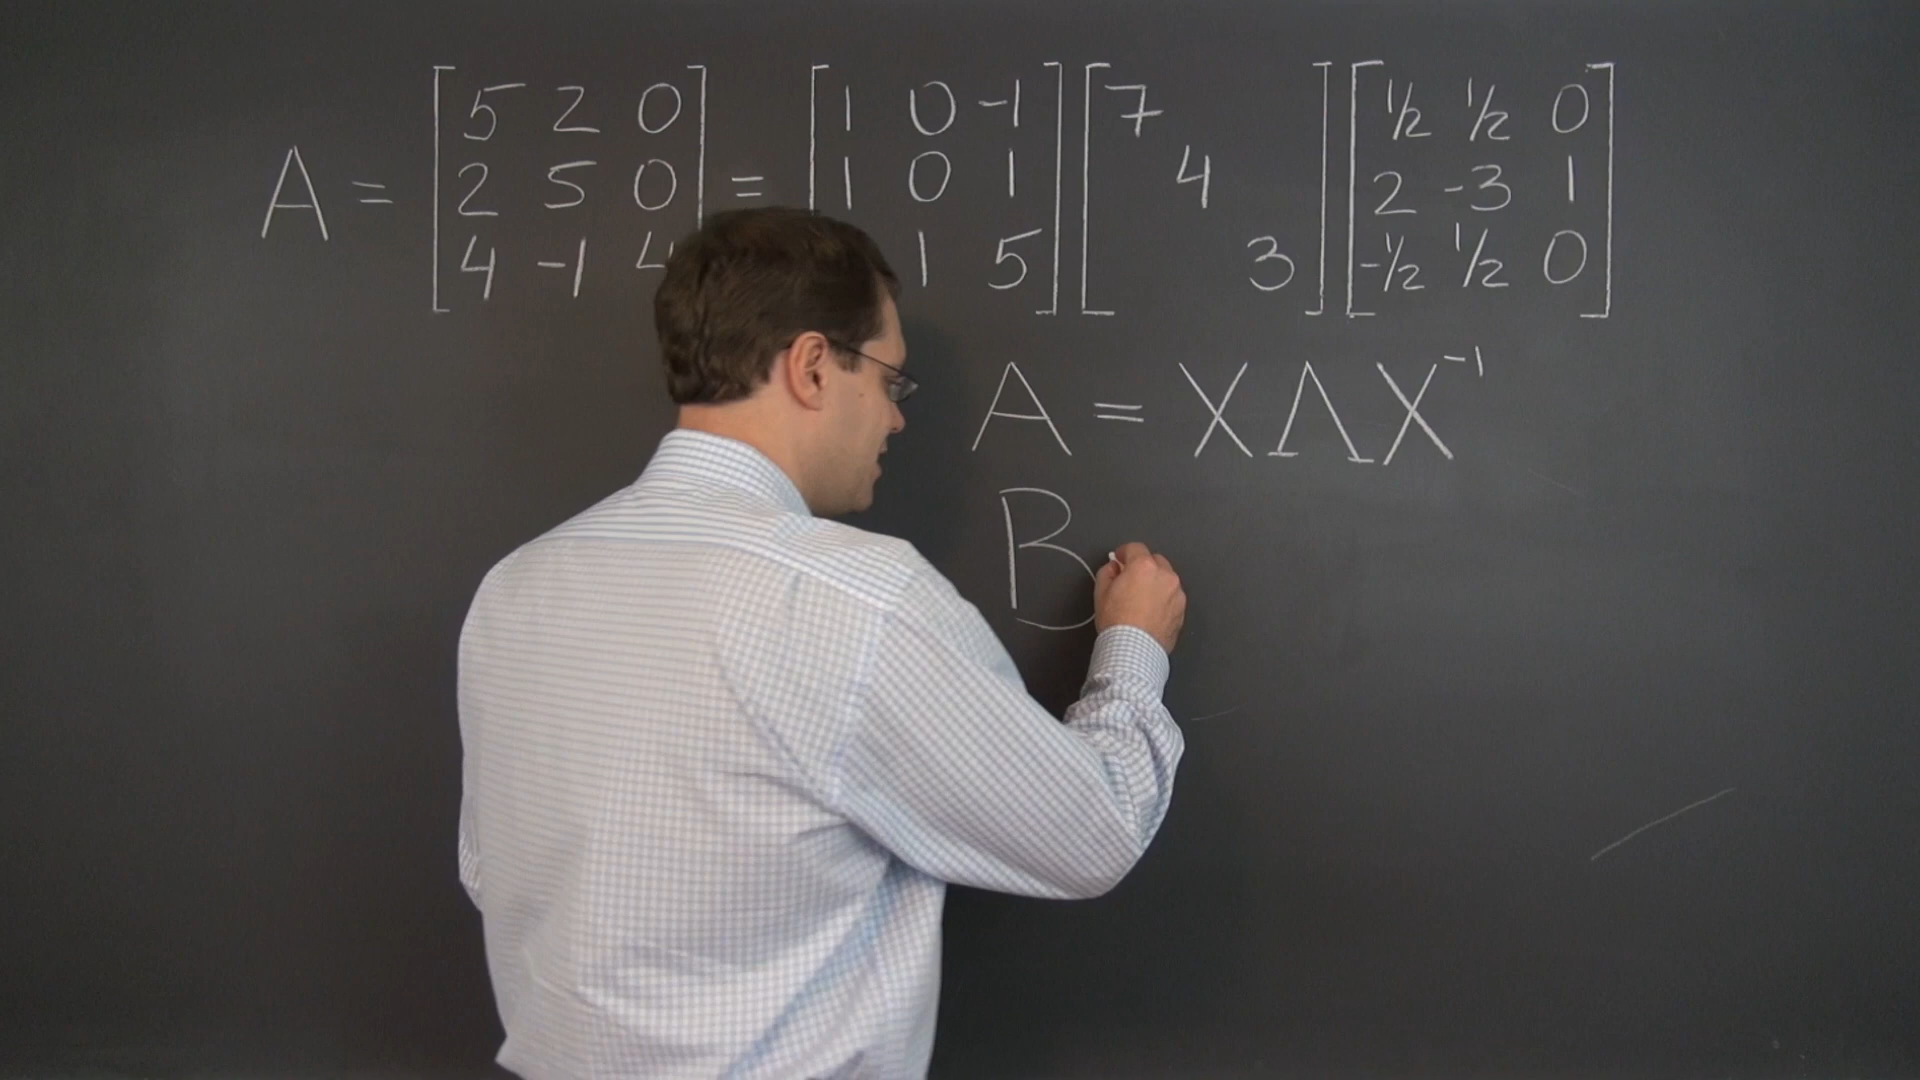 A = [5 2 0] = [1 0 -1] [7] [1/2 1/2 0]
[2 5 0] [1 0 1] [4] [2 -3 1]
[4 -1 4] [1 5] [3] [-1/2 1/2 0]
A = XΛX⁻¹
B